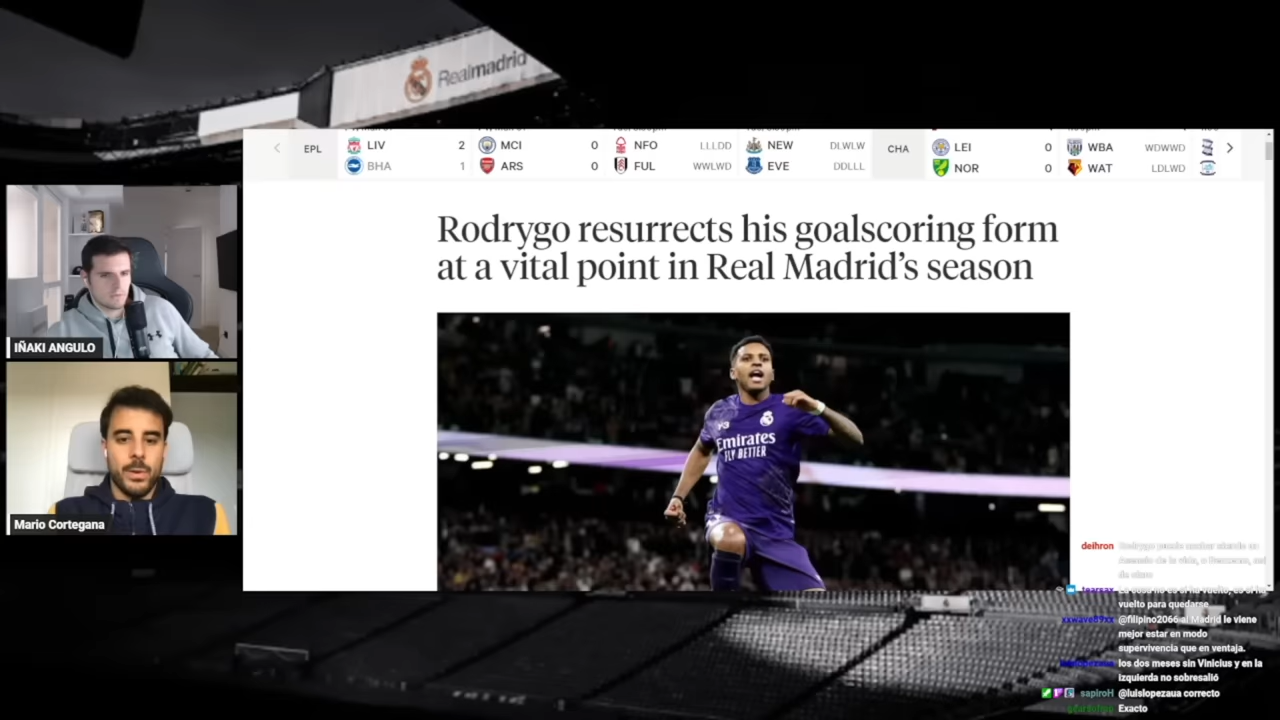 Realmadrid
EPL
LIV 2
BHA 1
MCI 0
ARS 0
NFO LLLDD
FUL WWLWD
NEW DLWLW
EVE DDLLL
CHA
LEI 0
NOR 0
WBA WDWWD
WAT LDLWD
Rodrygo resurrects his goalscoring form
at a vital point in Real Madrid's season
Y-3
Emirates
FLY BETTER
IÑAKI ANGULO
Mario Cortegana
deihron
de claro
vuelto para quedarse
@filipino2066 al Madrid le viene
mejor estar en modo
supervivencia que en ventaja.
los dos meses sin Vinicius y en la
izquierda no sobresalió
sapiroH @luislopezaua correcto
Exacto